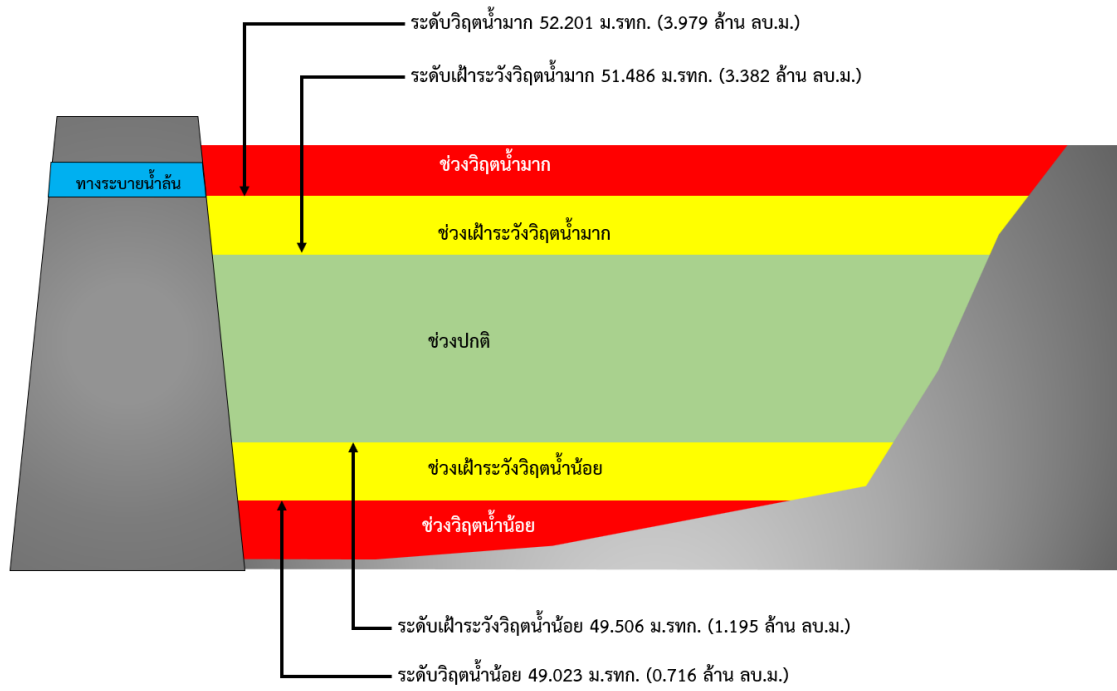 ระดับวิฤตน้ำมาก 52.201 ม.รทก. (3.979 ล้าน ลบ.ม.)
ระดับเฝ้าระวังวิฤตน้ำมาก 51.486 ม.รทก. (3.382 ล้าน ลบ.ม.)
ช่วงวิฤตน้ำมาก
ทางระบายน้ำล้น
ช่วงเฝ้าระวังวิฤตน้ำมาก
ช่วงปกติ
ช่วงเฝ้าระวังวิฤตน้ำน้อย
ช่วงวิฤตน้ำน้อย
ระดับเฝ้าระวังวิฤตน้ำน้อย 49.506 ม.รทก. (1.195 ล้าน ลบ.ม.)
ระดับวิฤตน้ำน้อย 49.023 ม.รทก. (0.716 ล้าน ลบ.ม.)